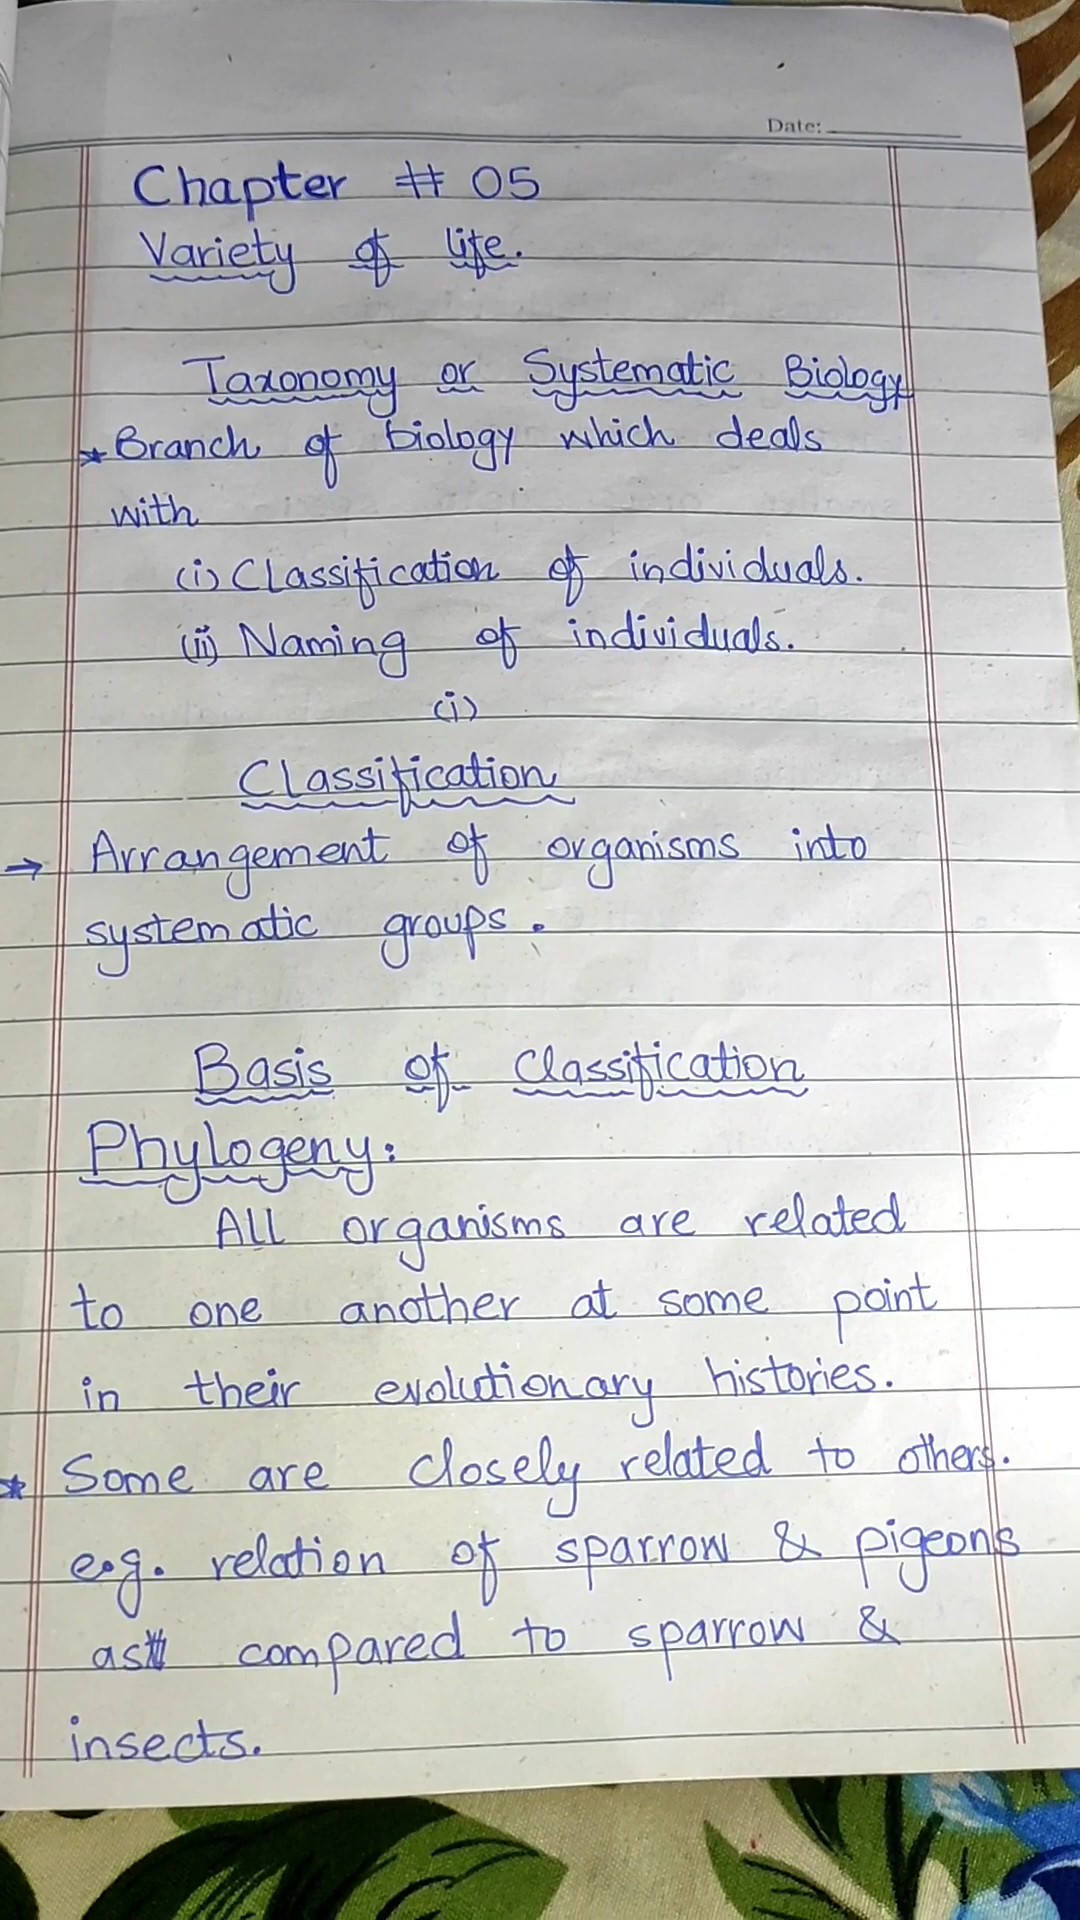 Date:
Chapter # 05
Variety of life.
Taxonomy or Systematic Biology
* Branch of biology which deals
with
(i) Classification of individuals.
(ii) Naming of individuals.
(i)
Classification
→ Arrangement of organisms into
systematic groups.
Basis of Classification
Phylogeny:
All organisms are related
to one another at some point
in their evolutionary histories.
* Some are closely related to others.
e.g. relation of sparrow & pigeons
as compared to sparrow &
insects.